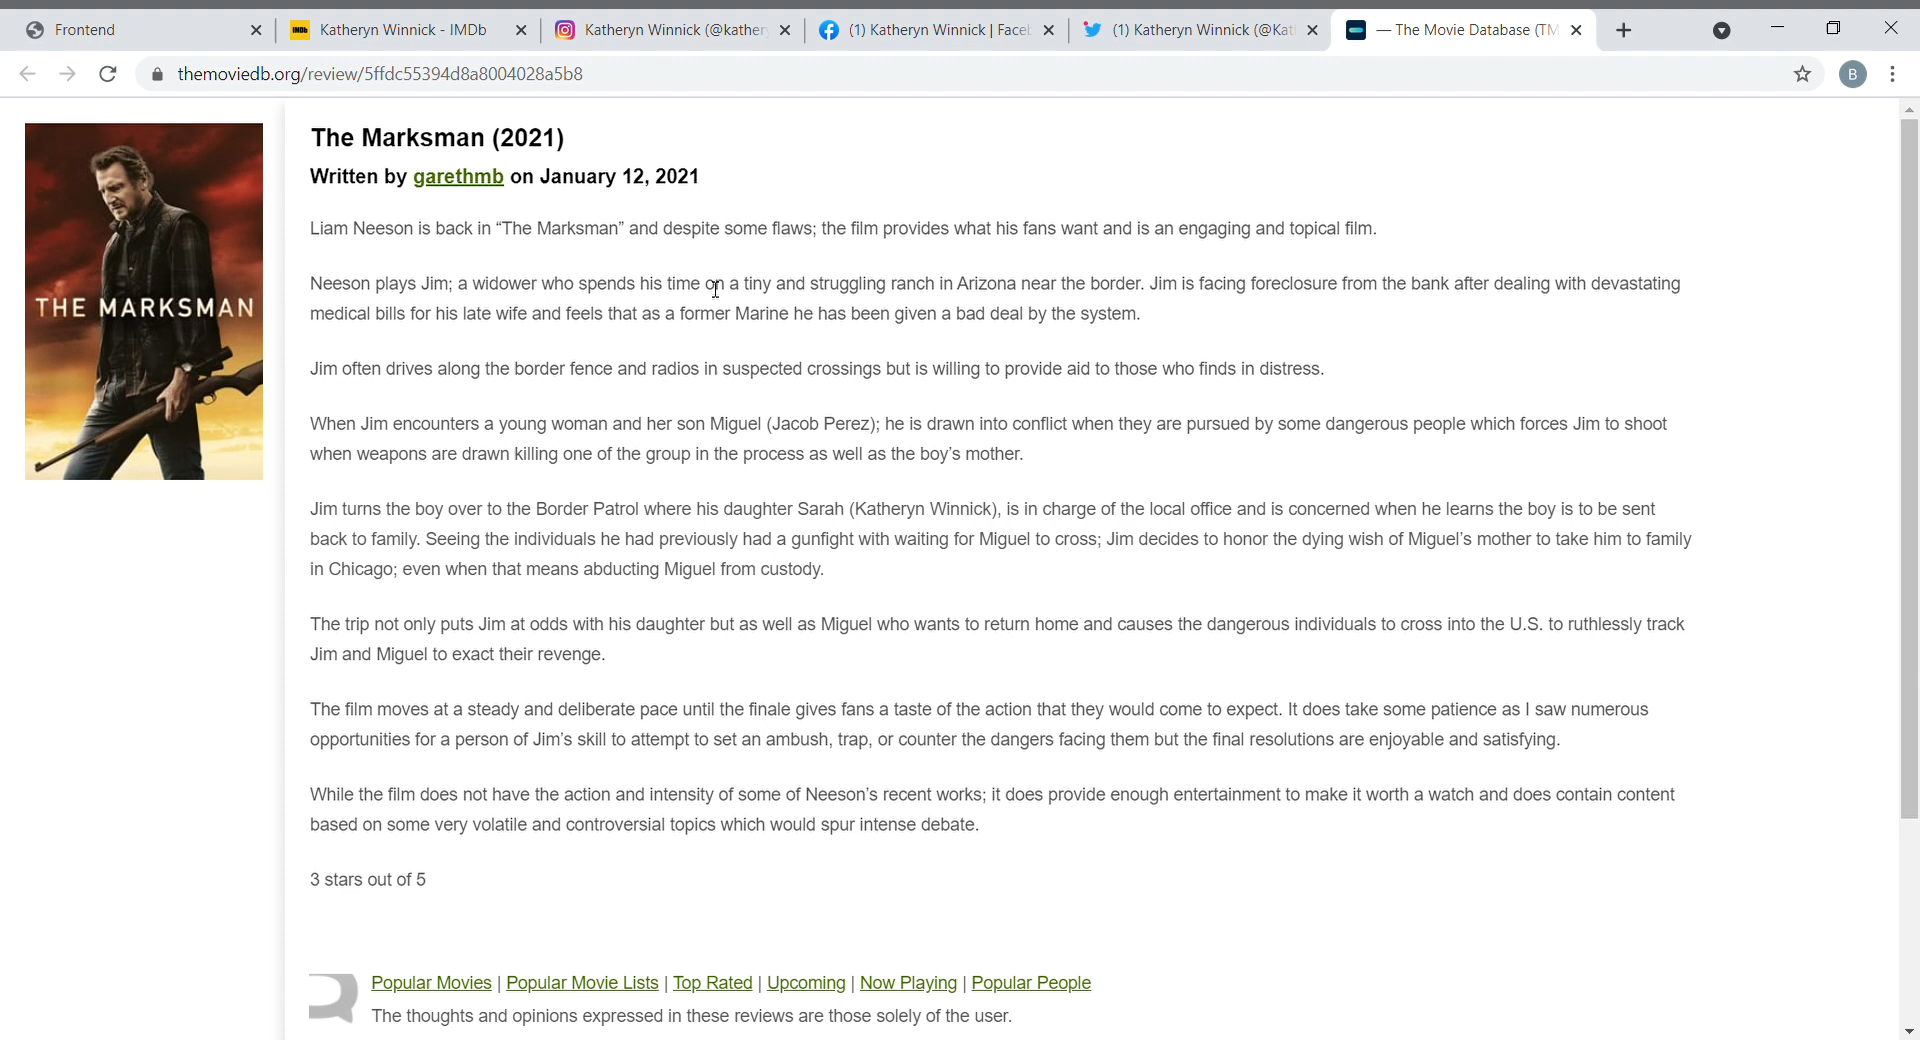 Frontend
IMDb
Katheryn Winnick - IMDb
Katheryn Winnick (@kathery
(1) Katheryn Winnick | Faceb
(1) Katheryn Winnick (@Kath
— The Movie Database (TM
themoviedb.org/review/5ffdc55394d8a8004028a5b8
B
THE MARKSMAN
The Marksman (2021)
Written by garethmb on January 12, 2021
Liam Neeson is back in “The Marksman” and despite some flaws; the film provides what his fans want and is an engaging and topical film.
Neeson plays Jim; a widower who spends his time on a tiny and struggling ranch in Arizona near the border. Jim is facing foreclosure from the bank after dealing with devastating
medical bills for his late wife and feels that as a former Marine he has been given a bad deal by the system.
Jim often drives along the border fence and radios in suspected crossings but is willing to provide aid to those who finds in distress.
When Jim encounters a young woman and her son Miguel (Jacob Perez); he is drawn into conflict when they are pursued by some dangerous people which forces Jim to shoot
when weapons are drawn killing one of the group in the process as well as the boy’s mother.
Jim turns the boy over to the Border Patrol where his daughter Sarah (Katheryn Winnick), is in charge of the local office and is concerned when he learns the boy is to be sent
back to family. Seeing the individuals he had previously had a gunfight with waiting for Miguel to cross; Jim decides to honor the dying wish of Miguel’s mother to take him to family
in Chicago; even when that means abducting Miguel from custody.
The trip not only puts Jim at odds with his daughter but as well as Miguel who wants to return home and causes the dangerous individuals to cross into the U.S. to ruthlessly track
Jim and Miguel to exact their revenge.
The film moves at a steady and deliberate pace until the finale gives fans a taste of the action that they would come to expect. It does take some patience as I saw numerous
opportunities for a person of Jim’s skill to attempt to set an ambush, trap, or counter the dangers facing them but the final resolutions are enjoyable and satisfying.
While the film does not have the action and intensity of some of Neeson’s recent works; it does provide enough entertainment to make it worth a watch and does contain content
based on some very volatile and controversial topics which would spur intense debate.
3 stars out of 5
Popular Movies | Popular Movie Lists | Top Rated | Upcoming | Now Playing | Popular People
The thoughts and opinions expressed in these reviews are those solely of the user.